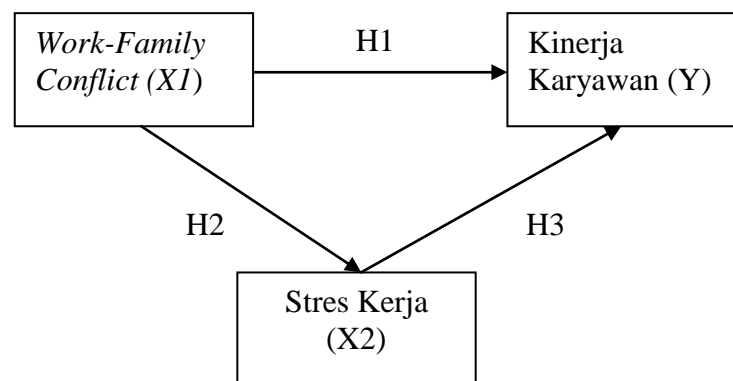 Work-Family
Conflict (X1)
H1
Kinerja
Karyawan (Y)
H2
H3
Stres Kerja
(X2)